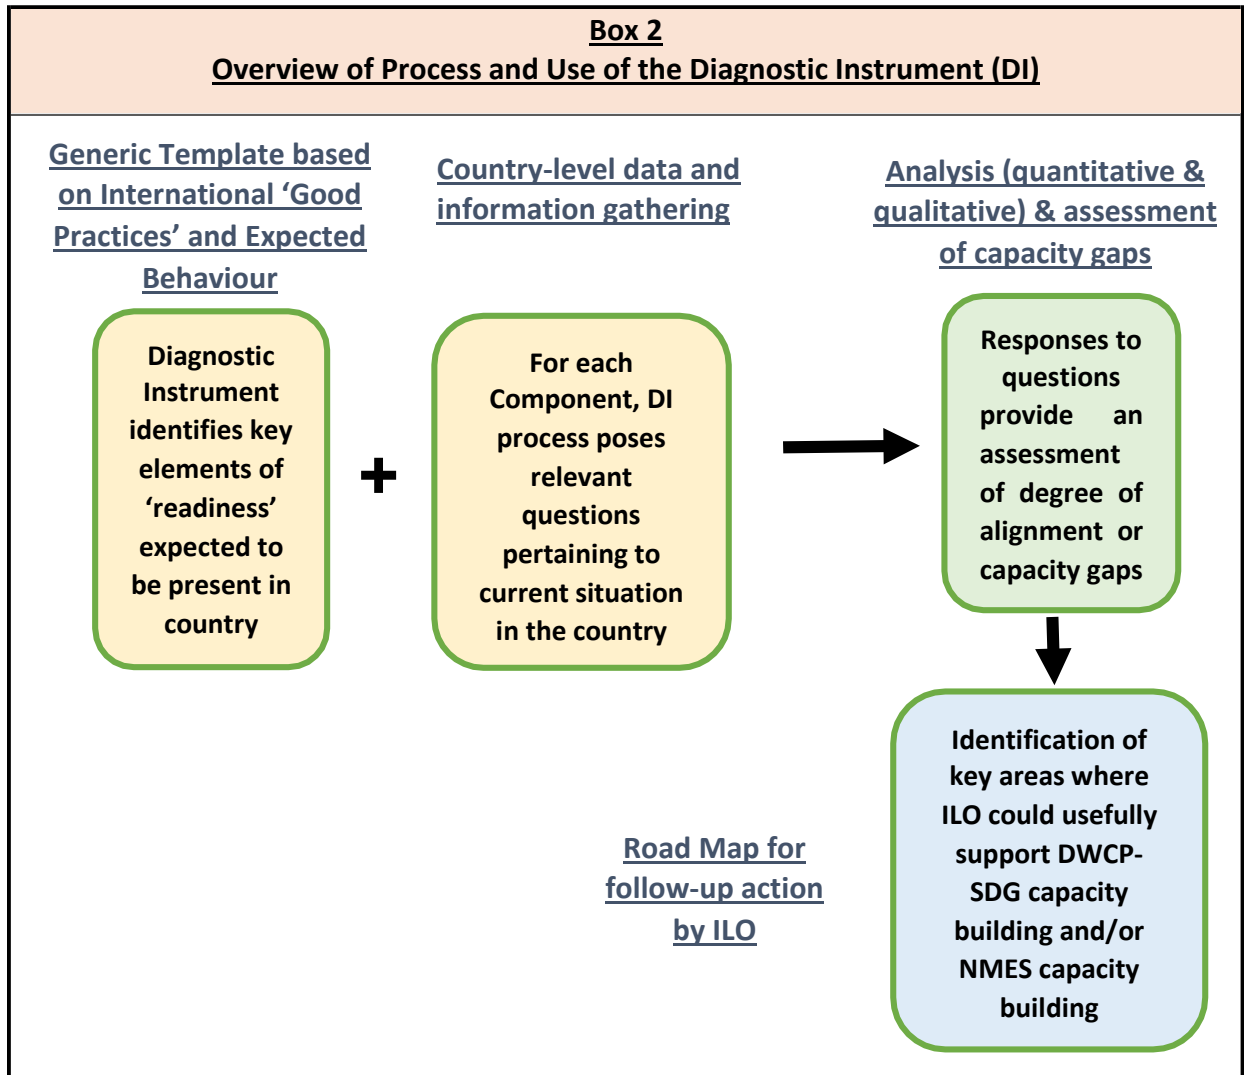 Box 2
Overview of Process and Use of the Diagnostic Instrument (DI)
Generic Template based
on International ‘Good
Practices’ and Expected
Behaviour
Country-level data and
information gathering
Analysis (quantitative &
qualitative) & assessment
of capacity gaps
Diagnostic
Instrument
identifies key
elements of
‘readiness’
expected to
be present in
country
+
For each
Component, DI
process poses
relevant
questions
pertaining to
current situation
in the country
Responses to
questions
provide an
assessment
of degree of
alignment or
capacity gaps
Road Map for
follow-up action
by ILO
Identification of
key areas where
ILO could usefully
support DWCP-
SDG capacity
building and/or
NMES capacity
building